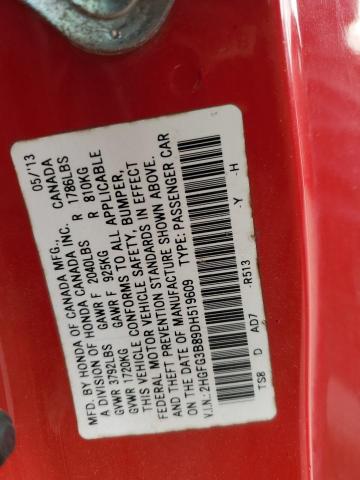 MFD. BY HONDA OF CANADA MFG. 05/13
A DIVISION OF HONDA CANADA INC. CANADA
GVWR 3792LBS GAWR F 2040LBS R 1786LBS
GVWR 1720KG GAWR F 925KG R 810KG
THIS VEHICLE CONFORMS TO ALL APPLICABLE
FEDERAL MOTOR VEHICLE SAFETY, BUMPER,
AND THEFT PREVENTION STANDARDS IN EFFECT
ON THE DATE OF MANUFACTURE SHOWN ABOVE.
V.I.N.: 2HGFG3B89DH519609 TYPE: PASSENGER CAR
TS8 D AD7 -R513 -Y -H